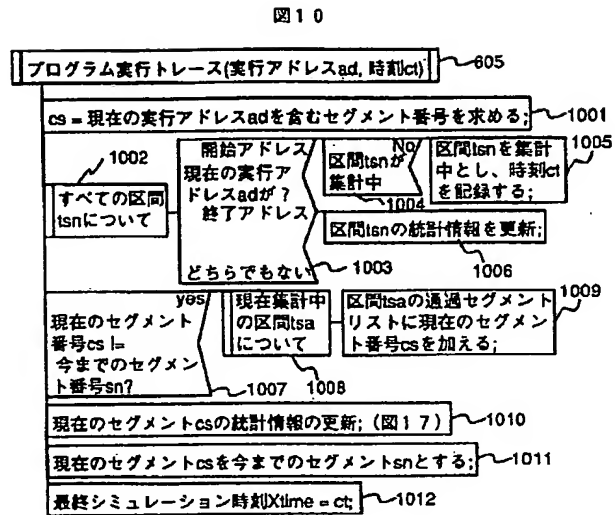 図10
プログラム実行トレース(実行アドレスad, 時刻ct)
605
cs = 現在の実行アドレスadを含むセグメント番号を求める;
1001
1002
すべての区間
tsnについて
開始アドレス
現在の実行ア
ドレスadが ?
終了アドレス
どちらでもない
1003
No
区間tsnが
集計中
1004
区間tsnを集計
中とし、時刻ct
を記録する;
1005
区間tsnの統計情報を更新;
1006
yes
現在のセグメント
番号cs !=
今までのセグメン
ト番号sn?
1007
現在集計中
の区間tsa
について
1008
区間tsaの通過セグメント
リストに現在のセグメン
ト番号csを加える;
1009
現在のセグメントcsの統計情報の更新; (図17)
1010
現在のセグメントcsを今までのセグメントsnとする;
1011
最終シミュレーション時刻Xtime = ct;
1012